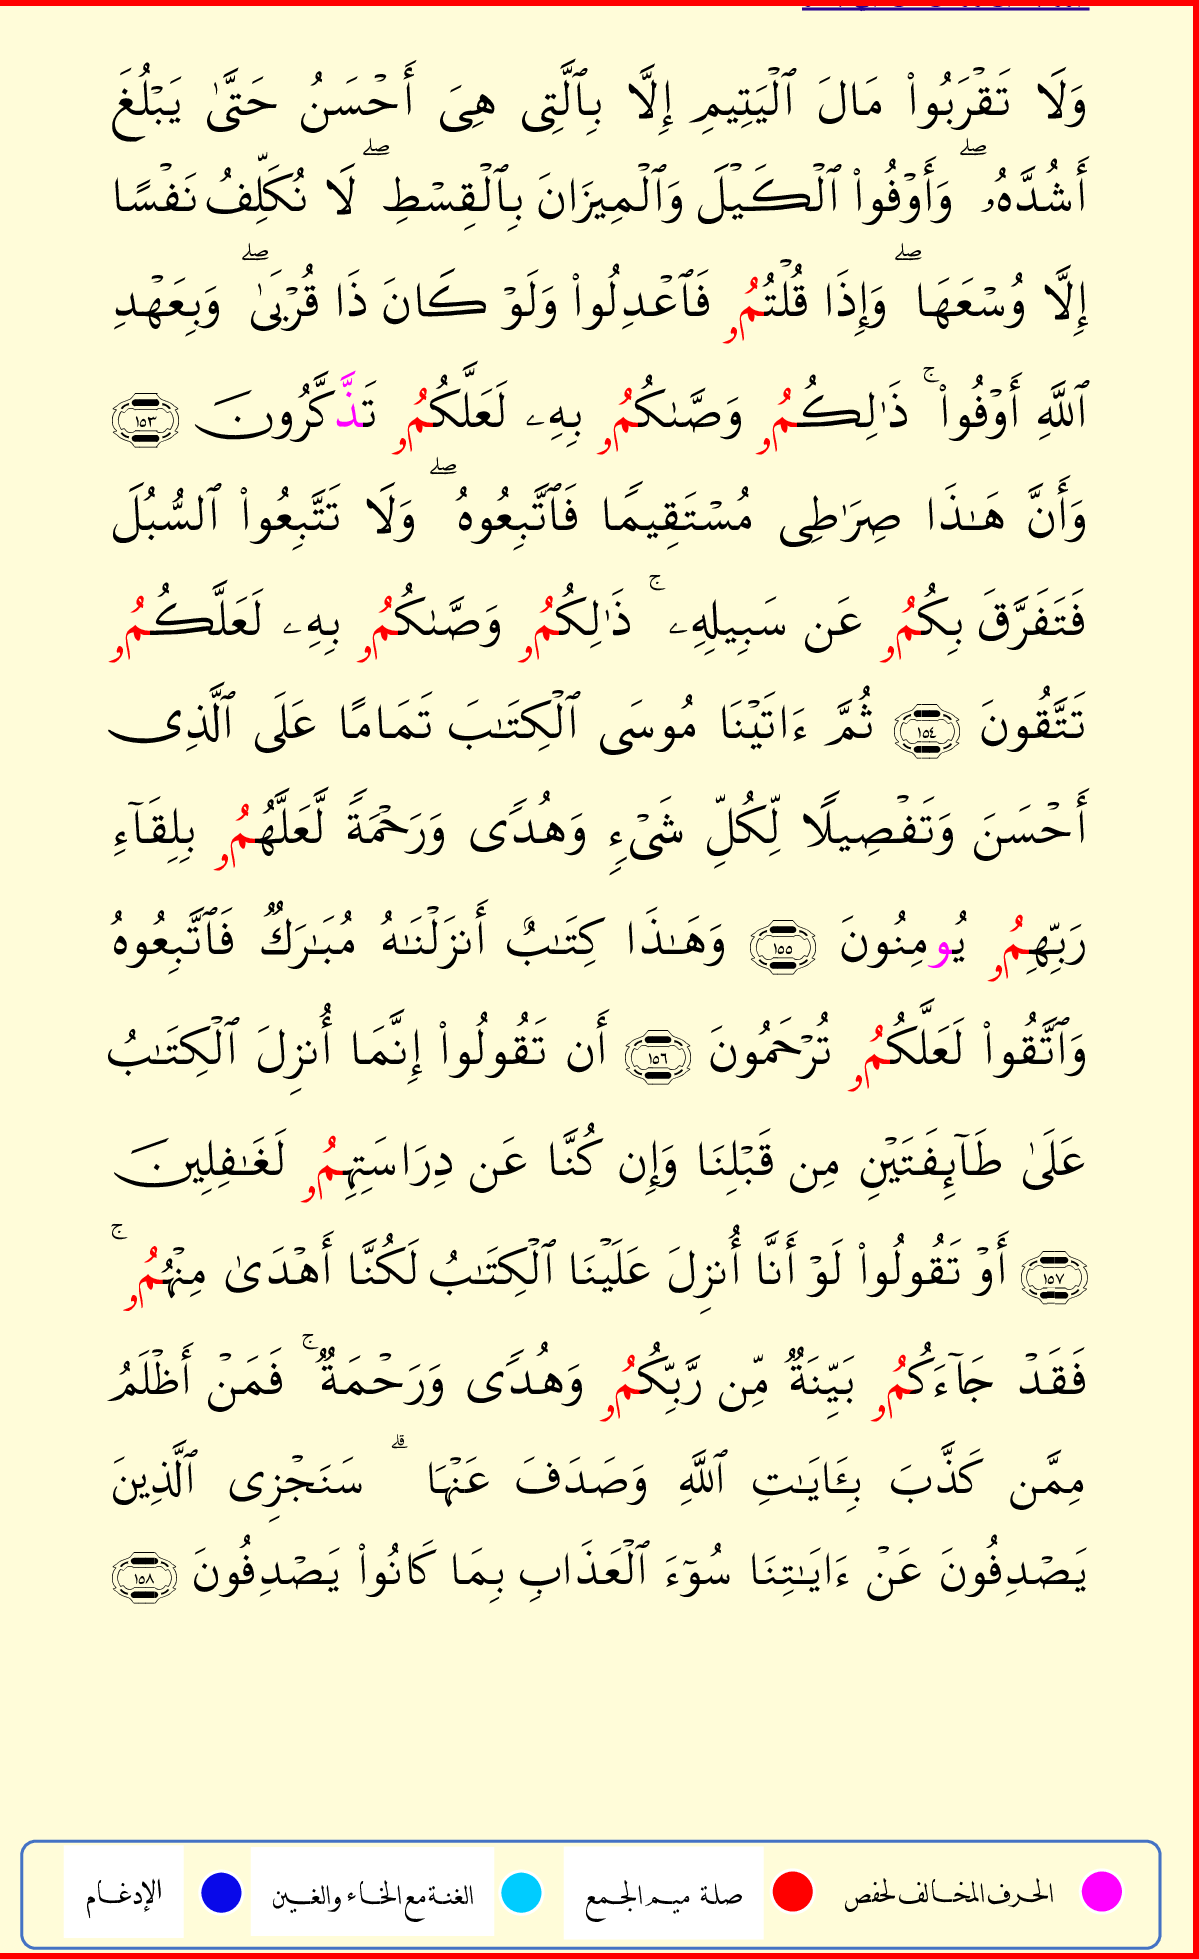 وَلَا تَقۡرَبُواْ مَالَ ٱلۡيَتِيمِ إِلَّا بِٱلَّتِى هِىَ أَحۡسَنُ حَتَّىٰ يَبۡلُغَ
أَشُدَّهُۥۖ وَأَوۡفُواْ ٱلۡكَيۡلَ وَٱلۡمِيزَانَ بِٱلۡقِسۡطِۖ لَا نُكَلِّفُ نَفۡسًا
إِلَّا وُسۡعَهَاۖ وَإِذَا قُلۡتُمُۥ فَٱعۡدِلُواْ وَلَوۡ كَانَ ذَا قُرۡبَىٰۖ وَبِعَهۡدِ
ٱللَّهِ أَوۡفُواْۚ ذَٰلِكُمُۥ وَصَّىٰكُمُۥ بِهِۦ لَعَلَّكُمُۥ تَذَّكَّرُونَ ١٥٣
وَأَنَّ هَـٰذَا صِرَٰطِى مُسۡتَقِيمًا فَٱتَّبِعُوهُۖ وَلَا تَتَّبِعُواْ ٱلسُّبُلَ
فَتَفَرَّقَ بِكُمُۥ عَن سَبِيلِهِۦۚ ذَٰلِكُمُۥ وَصَّىٰكُمُۥ بِهِۦ لَعَلَّكُمُۥ
تَتَّقُونَ ١٥٤ ثُمَّ ءَاتَيۡنَا مُوسَى ٱلۡكِتَـٰبَ تَمَامًا عَلَى ٱلَّذِى
أَحۡسَنَ وَتَفۡصِيلًا لِّكُلِّ شَىۡءٍ وَهُدًى وَرَحۡمَةً لَّعَلَّهُمُۥ بِلِقَآءِ
رَبِّهِمُۥ يُومِنُونَ ١٥٥ وَهَـٰذَا كِتَـٰبٌ أَنزَلۡنَـٰهُ مُبَـٰرَكٌ فَٱتَّبِعُوهُ
وَٱتَّقُواْ لَعَلَّكُمُۥ تُرۡحَمُونَ ١٥٦ أَن تَقُولُواْ إِنَّمَا أُنزِلَ ٱلۡكِتَـٰبُ
عَلَىٰ طَآئِفَتَيۡنِ مِن قَبۡلِنَا وَإِن كُنَّا عَن دِرَاسَتِهِمُۥ لَغَـٰفِلِينَ
١٥٧ أَوۡ تَقُولُواْ لَوۡ أَنَّا أُنزِلَ عَلَيۡنَا ٱلۡكِتَـٰبُ لَكُنَّا أَهۡدَىٰ مِنۡهُمُۥۚ
فَقَدۡ جَآءَكُمُۥ بَيِّنَةٌ مِّن رَّبِّكُمُۥ وَهُدًى وَرَحۡمَةٌۚ فَمَنۡ أَظۡلَمُ
مِمَّن كَذَّبَ بِـَٔايَـٰتِ ٱللَّهِ وَصَدَفَ عَنۡهَاۗ سَنَجۡزِى ٱلَّذِينَ
يَصۡدِفُونَ عَنۡ ءَايَـٰتِنَا سُوٓءَ ٱلۡعَذَابِ بِمَا كَانُواْ يَصۡدِفُونَ ١٥٨
الحرف المخالف لحفص صلة ميم الجمع الغنة مع الخاء والغين الإدغام